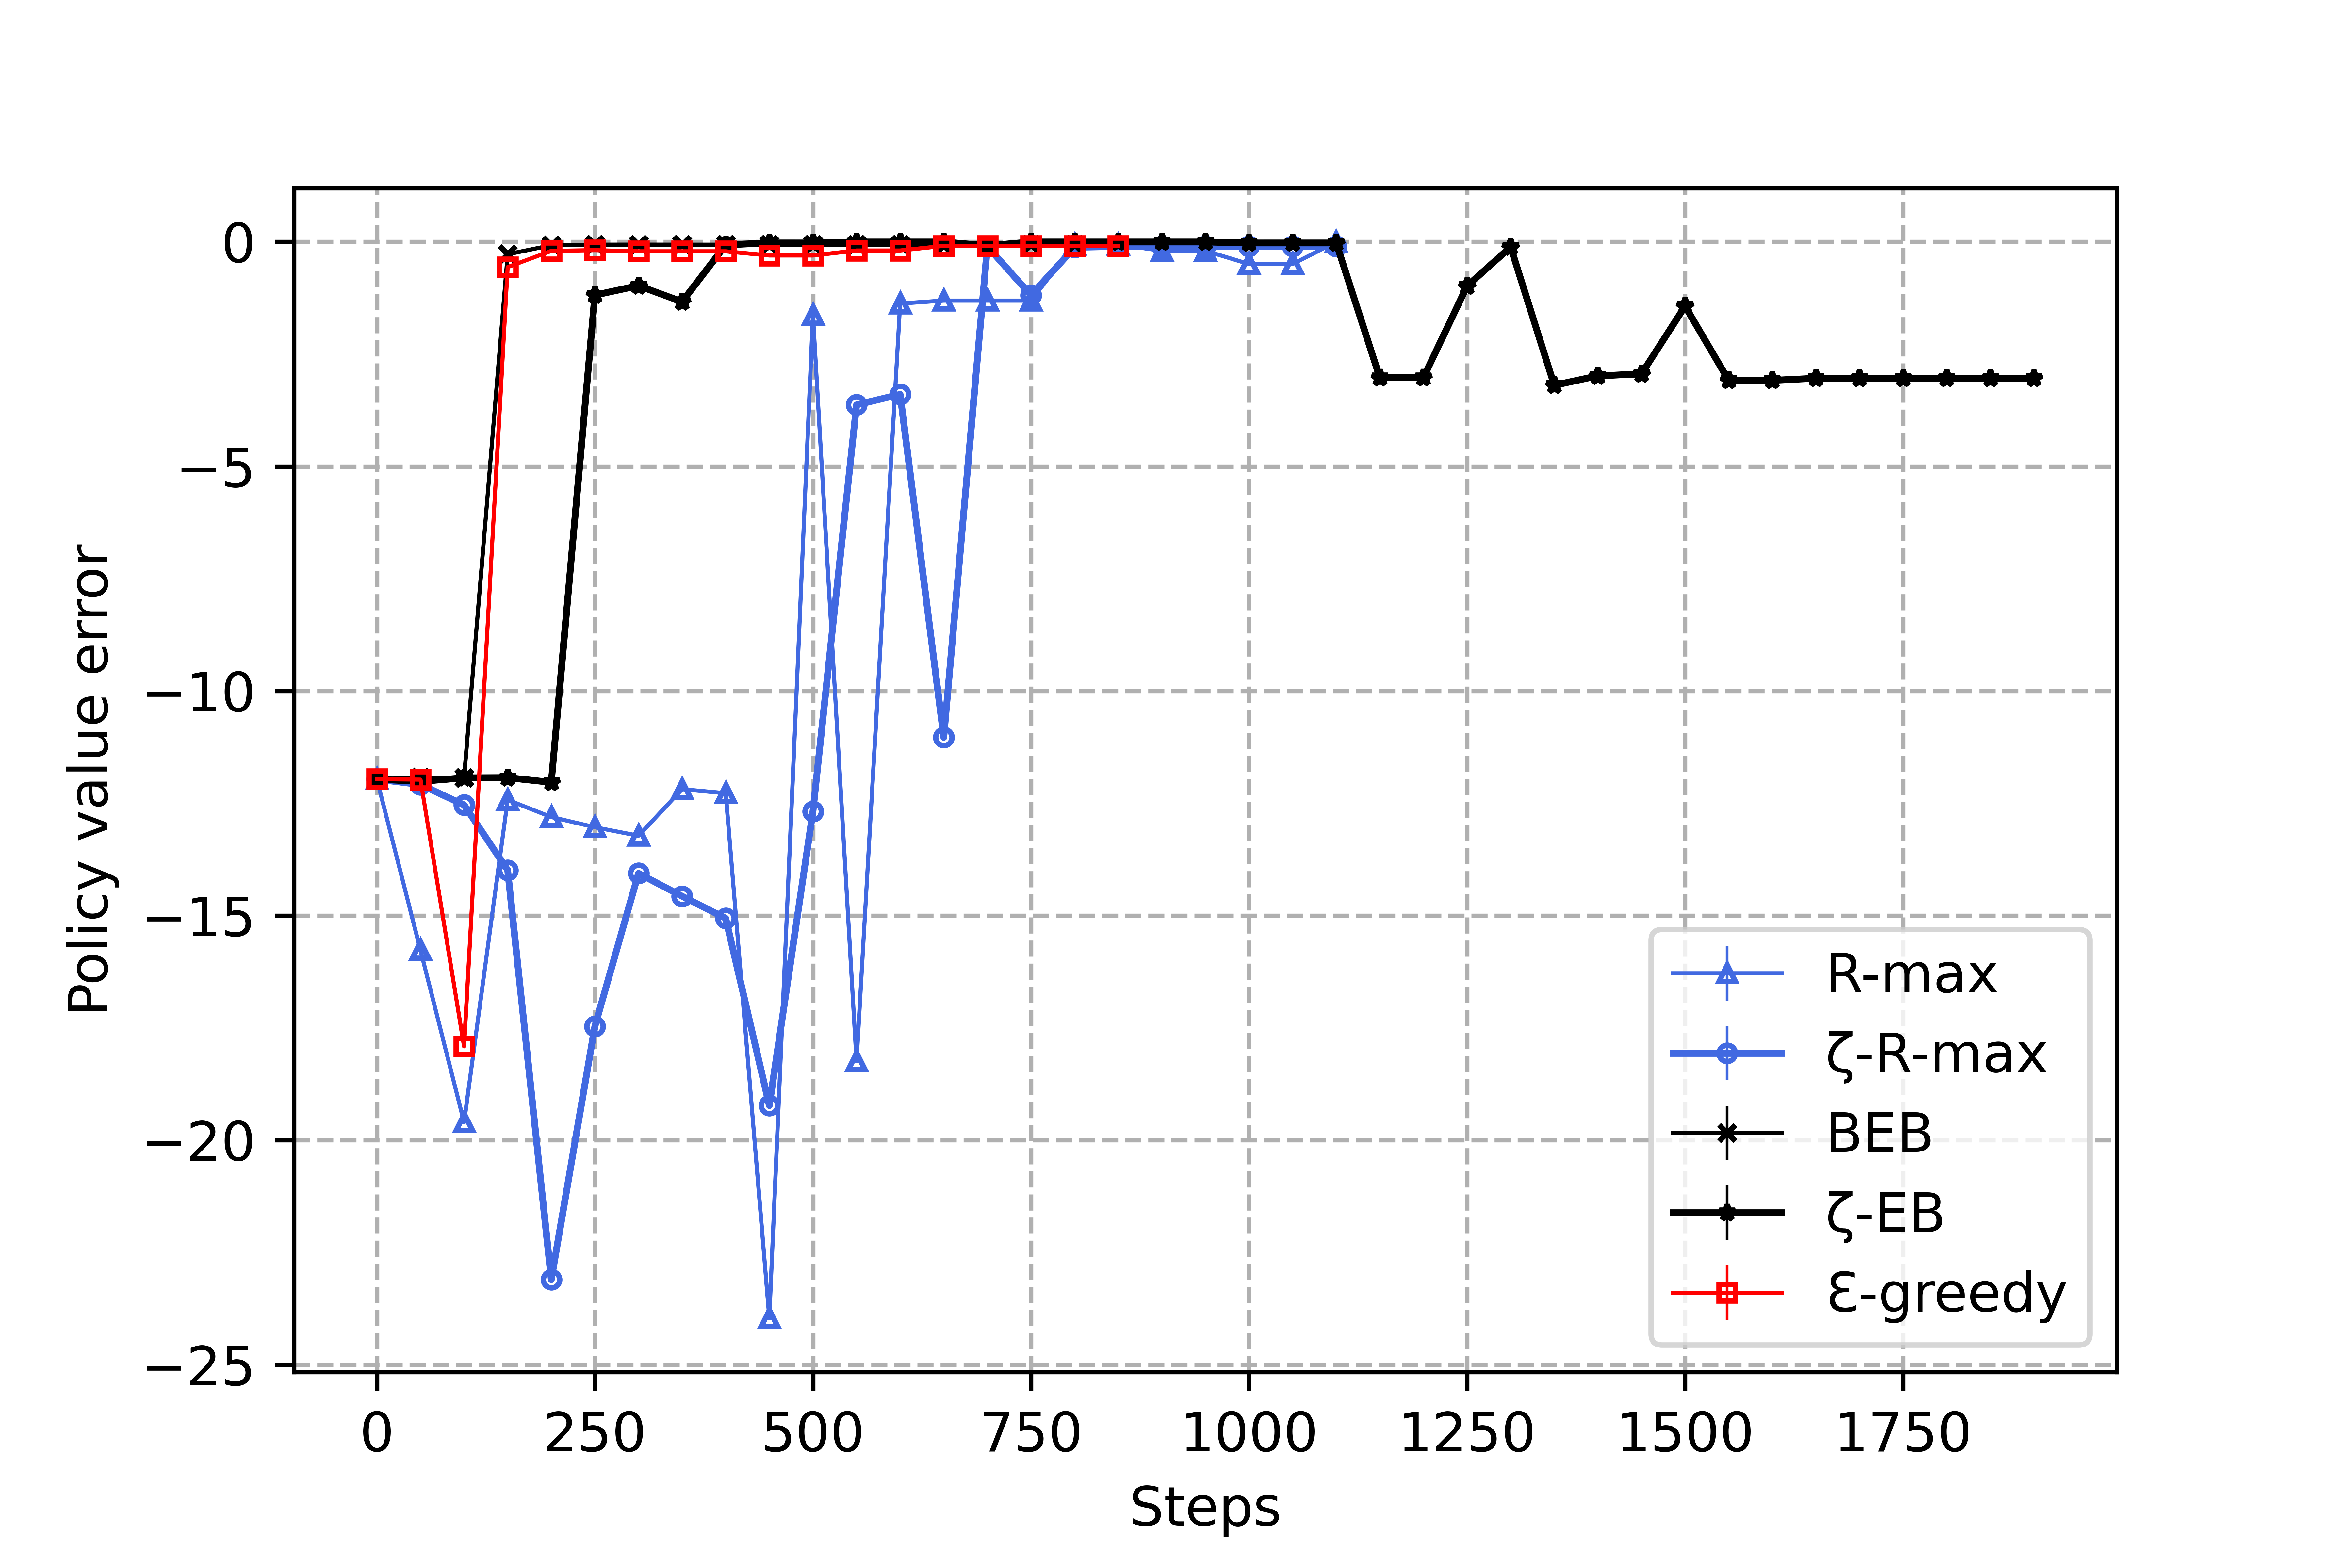 0
−5
−10
−15
−20
−25
Policy value error
0 250 500 750 1000 1250 1500 1750
Steps
R-max
ζ-R-max
BEB
ζ-EB
Ɛ-greedy